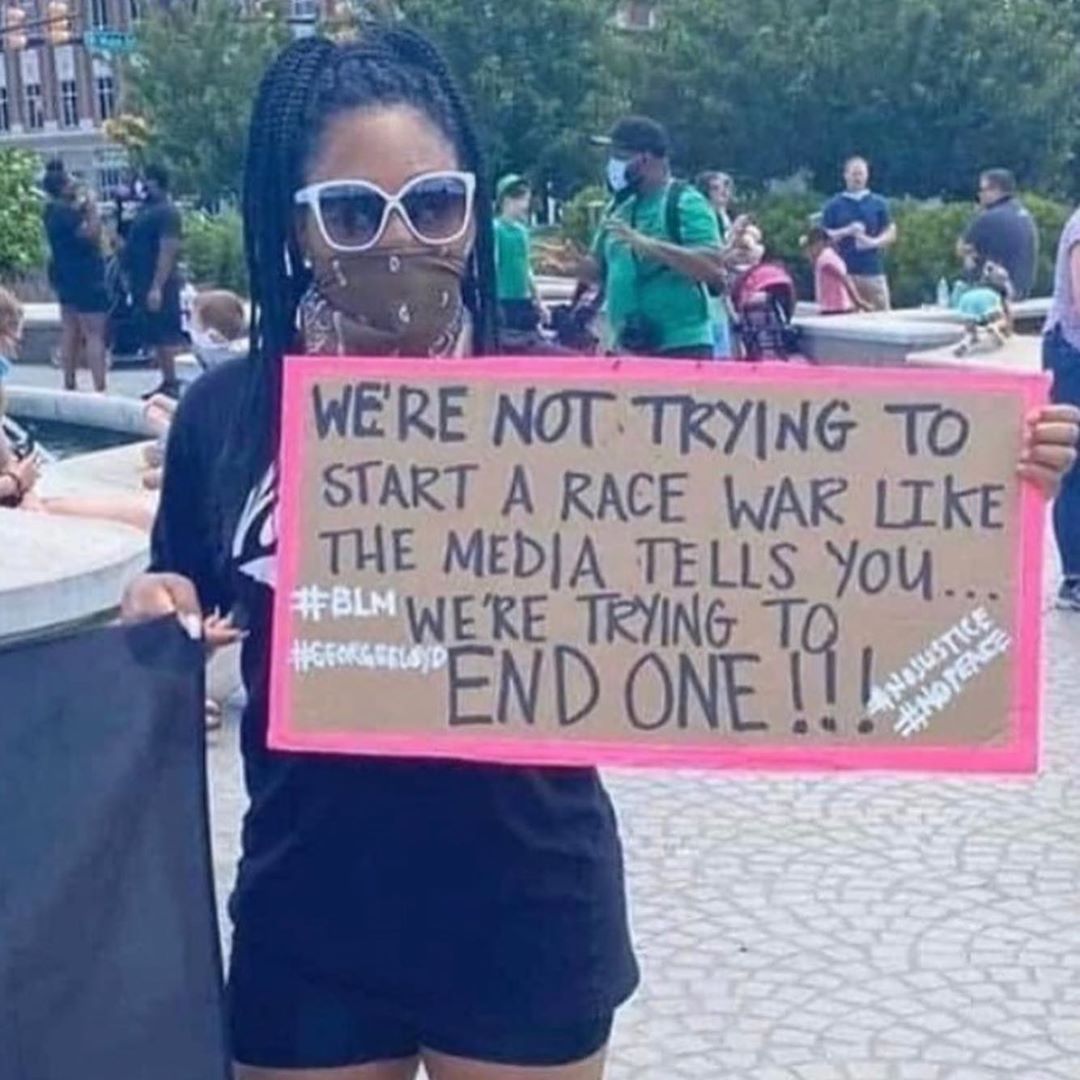 WE'RE NOT TRYING TO
START A RACE WAR LIKE
THE MEDIA TELLS YOU...
#BLM WE'RE TRYING TO
#GEORGEFLOYD END ONE!!!
#NOJUSTICE
#NOPEACE